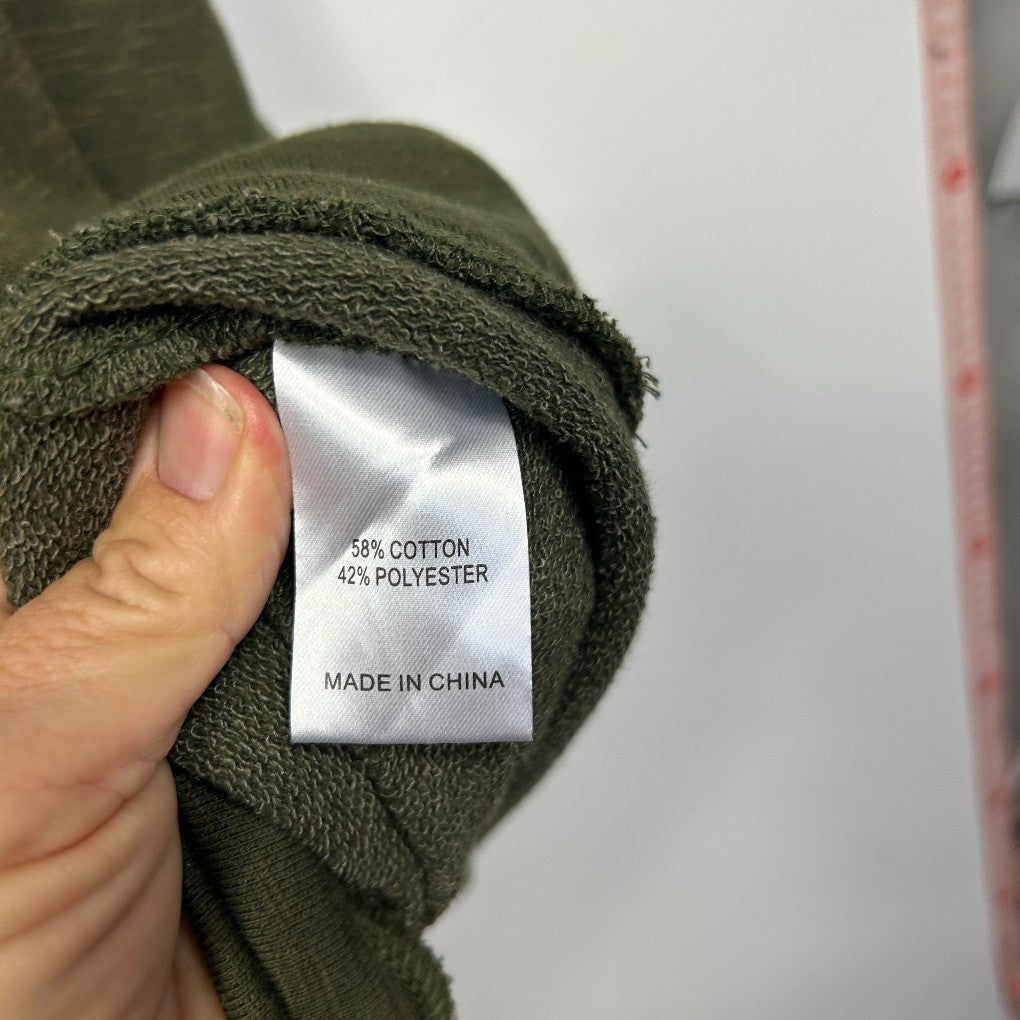 58% COTTON
42% POLYESTER
MADE IN CHINA